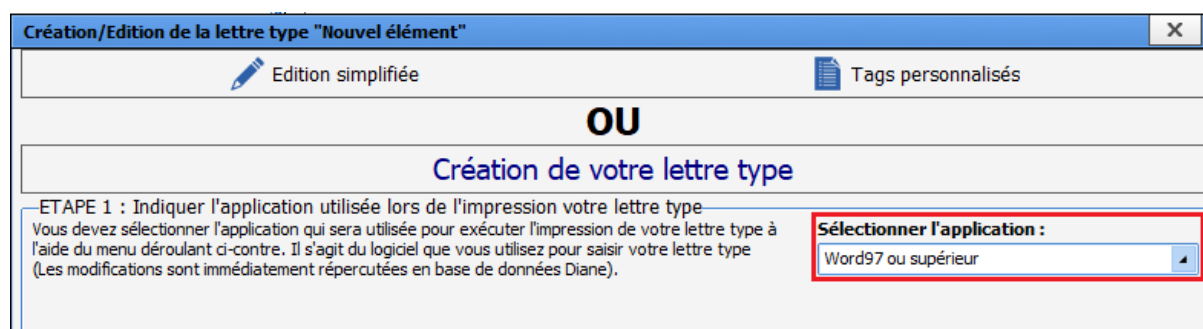 Création/Edition de la lettre type "Nouvel élément"
Edition simplifiée
Tags personnalisés
OU
Création de votre lettre type
ETAPE 1 : Indiquer l'application utilisée lors de l'impression votre lettre type
Vous devez sélectionner l'application qui sera utilisée pour exécuter l'impression de votre lettre type à
l'aide du menu déroulant ci-contre. Il s'agit du logiciel que vous utilisez pour saisir votre lettre type
(Les modifications sont immédiatement répercutées en base de données Diane).
Sélectionner l'application :
Word97 ou supérieur